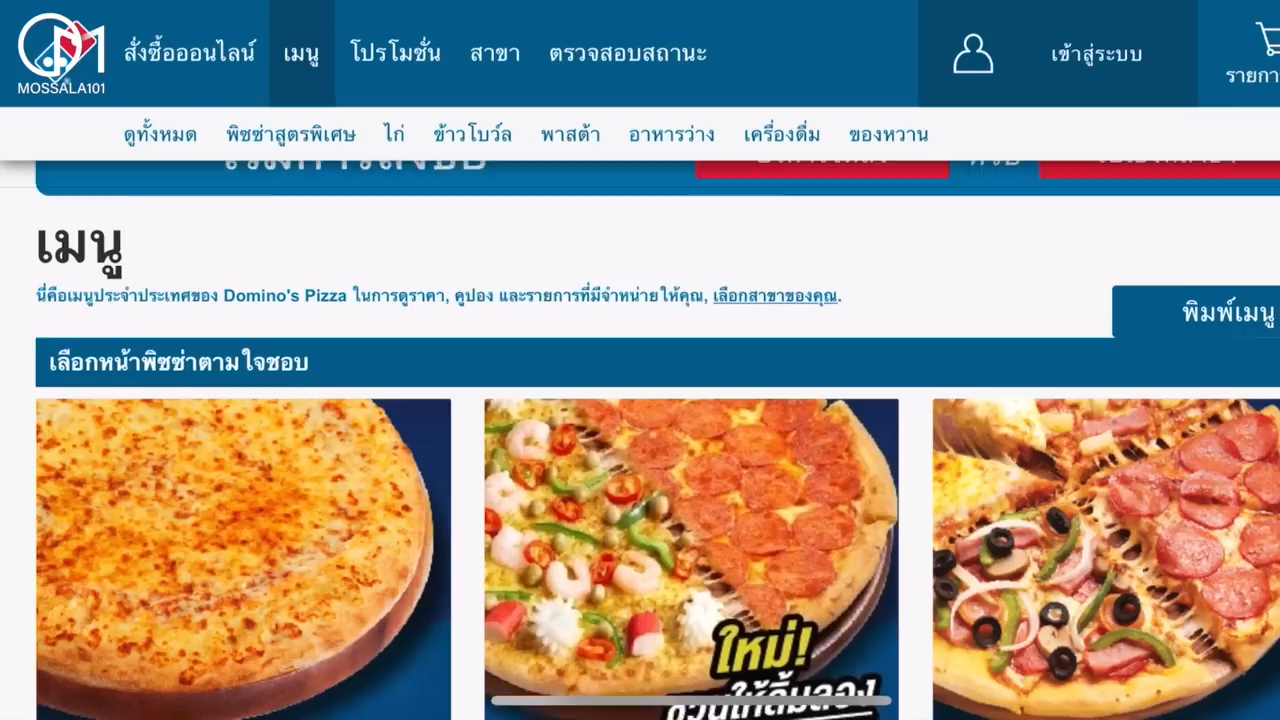 MOSSALA101
สั่งซื้อออนไลน์ เมนู โปรโมชั่น สาขา ตรวจสอบสถานะ เข้าสู่ระบบ
ดูทั้งหมด พิซซ่าสูตรพิเศษ ไก่ ข้าวโบว์ล พาสต้า อาหารว่าง เครื่องดื่ม ของหวาน
เมนู
นี่คือเมนูประจำประเทศของ Domino's Pizza ในการดูราคา, คูปอง และรายการที่มีจำหน่ายให้คุณ, เลือกสาขาของคุณ.
พิมพ์เมนู
เลือกหน้าพิซซ่าตามใจชอบ
ใหม่!